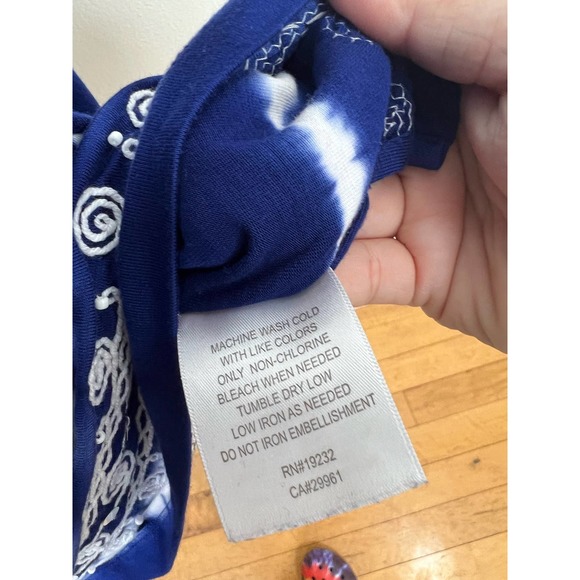 MACHINE WASH COLD
WITH LIKE COLORS
ONLY NON-CHLORINE
BLEACH WHEN NEEDED
TUMBLE DRY LOW
LOW IRON AS NEEDED
DO NOT IRON EMBELLISHMENT
RN#19232
CA#29961